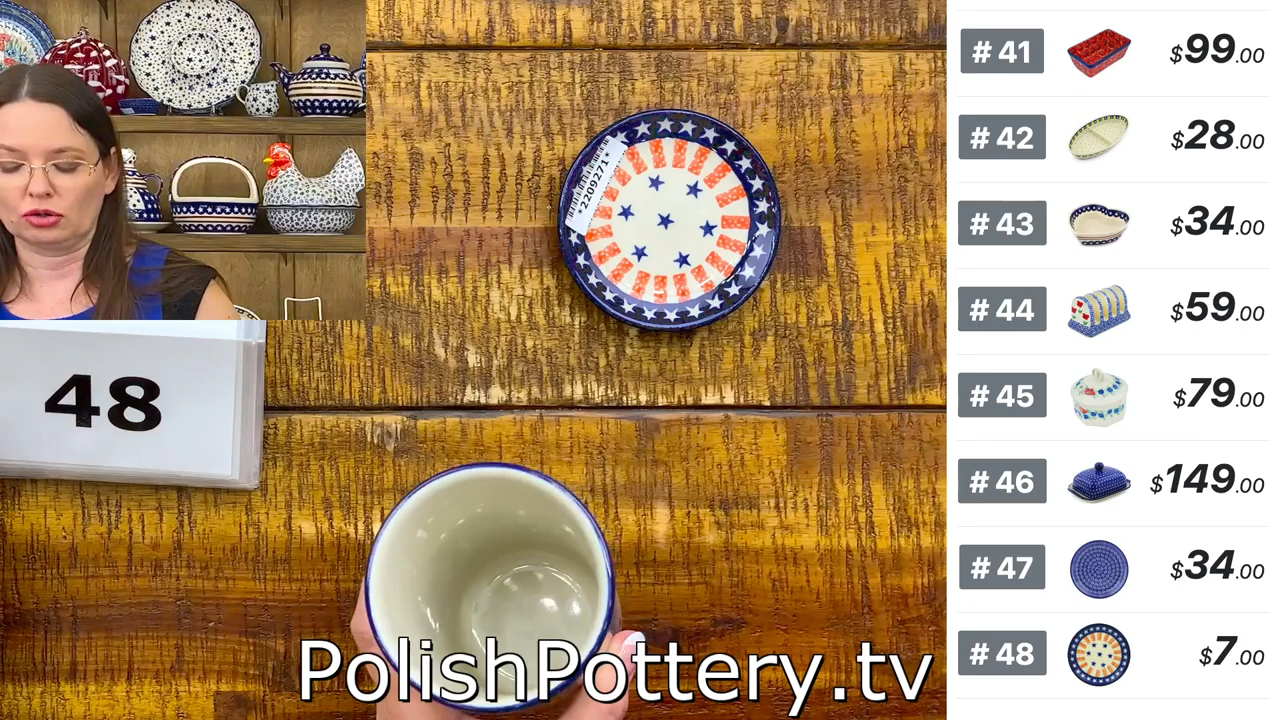 48
*2209271*
PolishPottery.tv
# 41 $99.00
# 42 $28.00
# 43 $34.00
# 44 $59.00
# 45 $79.00
# 46 $149.00
# 47 $34.00
# 48 $7.00